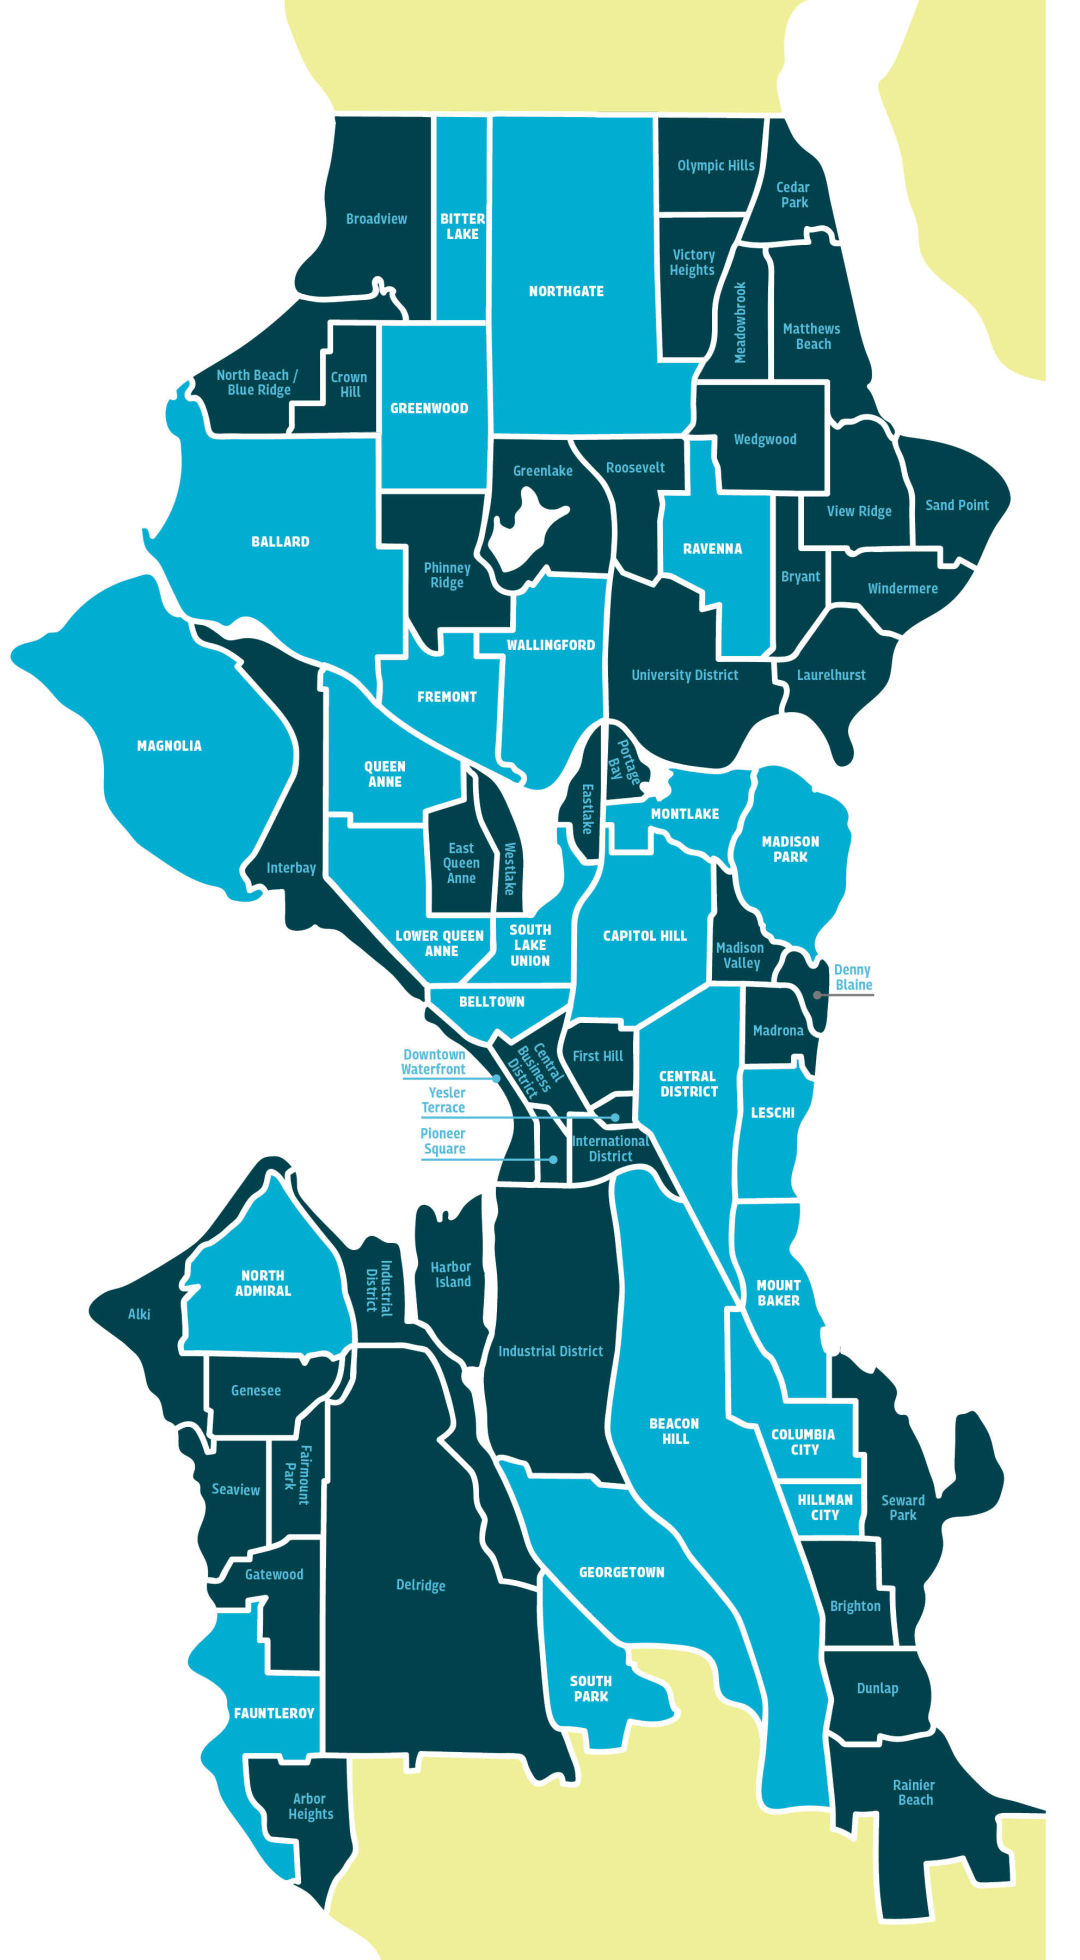 Olympic Hills
Cedar
Park
Broadview
BITTER
LAKE
Victory
Heights
NORTHGATE
Meadowbrook
Matthews
Beach
North Beach /
Blue Ridge
Crown
Hill
GREENWOOD
Wedgwood
Greenlake
Roosevelt
View Ridge
Sand Point
BALLARD
RAVENNA
Phinney
Ridge
Bryant
Windermere
WALLINGFORD
University District
Laurelhurst
FREMONT
MAGNOLIA
QUEEN
ANNE
Portage
Bay
Eastlake
MONTLAKE
MADISON
PARK
Interbay
East
Queen
Anne
Westlake
LOWER QUEEN
ANNE
SOUTH
LAKE
UNION
CAPITOL HILL
Madison
Valley
Denny
Blaine
BELLTOWN
Madrona
Downtown
Waterfront
Central
Business
District
First Hill
CENTRAL
DISTRICT
Yesler
Terrace
LESCHI
Pioneer
Square
International
District
NORTH
ADMIRAL
Industrial
District
Harbor
Island
MOUNT
BAKER
Alki
Industrial District
Genesee
BEACON
HILL
COLUMBIA
CITY
Seaview
Fairmount
Park
HILLMAN
CITY
Seward
Park
Gatewood
Delridge
GEORGETOWN
Brighton
SOUTH
PARK
Dunlap
FAUNTLEROY
Arbor
Heights
Rainier
Beach